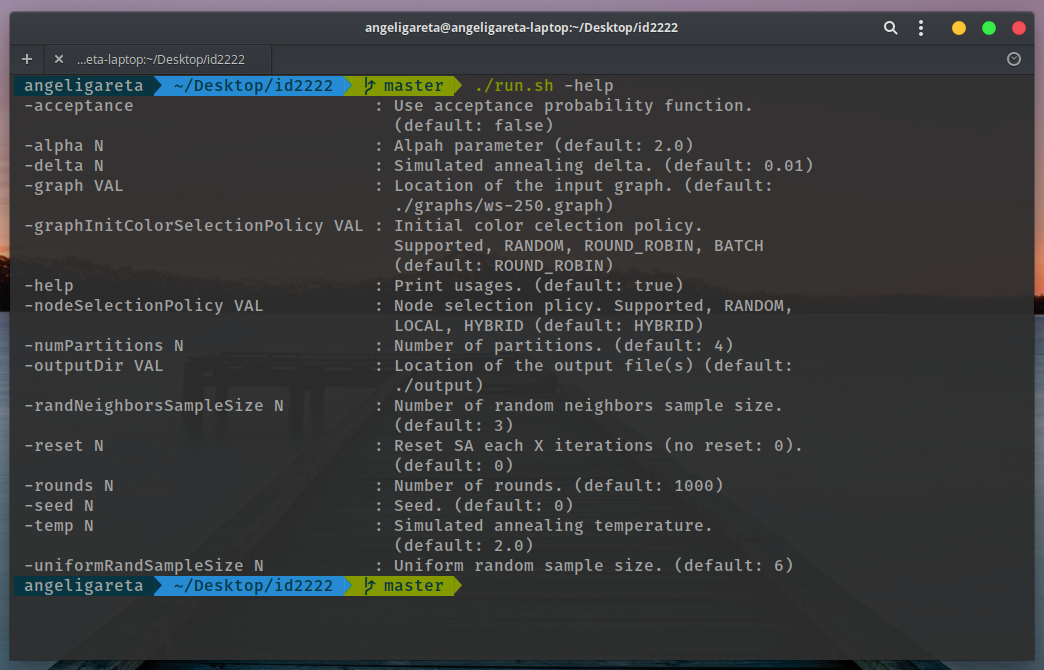 angeligareta@angeligareta-laptop:~/Desktop/id2222
...eta-laptop:~/Desktop/id2222
angeligareta ~/Desktop/id2222 master ./run.sh -help
-acceptance : Use acceptance probability function.
(default: false)
-alpha N : Alpah parameter (default: 2.0)
-delta N : Simulated annealing delta. (default: 0.01)
-graph VAL : Location of the input graph. (default:
./graphs/ws-250.graph)
-graphInitColorSelectionPolicy VAL : Initial color celection policy.
Supported, RANDOM, ROUND_ROBIN, BATCH
(default: ROUND_ROBIN)
-help : Print usages. (default: true)
-nodeSelectionPolicy VAL : Node selection plicy. Supported, RANDOM,
LOCAL, HYBRID (default: HYBRID)
-numPartitions N : Number of partitions. (default: 4)
-outputDir VAL : Location of the output file(s) (default:
./output)
-randNeighborsSampleSize N : Number of random neighbors sample size.
(default: 3)
-reset N : Reset SA each X iterations (no reset: 0).
(default: 0)
-rounds N : Number of rounds. (default: 1000)
-seed N : Seed. (default: 0)
-temp N : Simulated annealing temperature.
(default: 2.0)
-uniformRandSampleSize N : Uniform random sample size. (default: 6)
angeligareta ~/Desktop/id2222 master